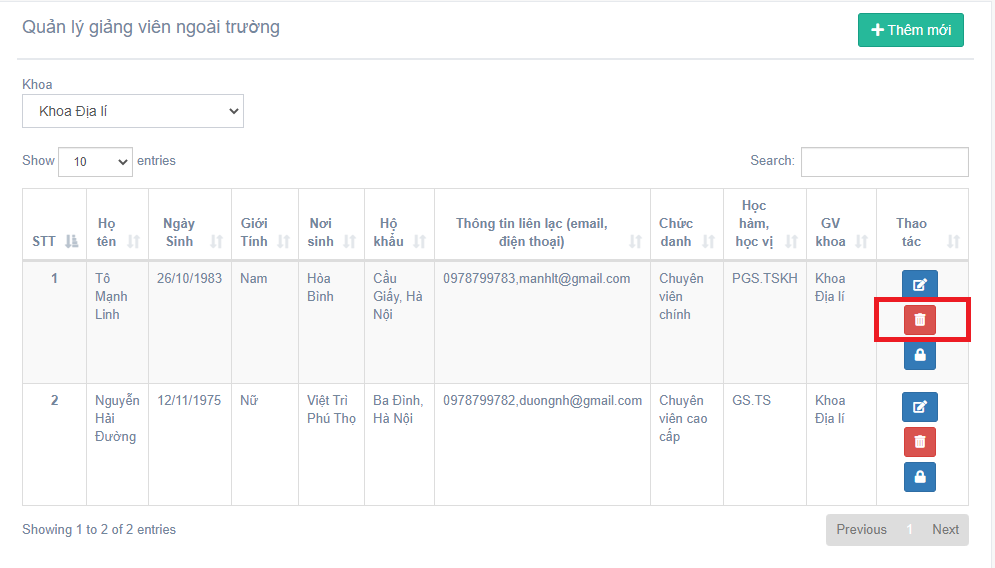 Quản lý giảng viên ngoài trường
Thêm mới
Khoa
Khoa Địa lí
Show 10 entries
Search:
STT
Họ
tên
Ngày
Sinh
Giới
Tính
Nơi
sinh
Hộ
khẩu
Thông tin liên lạc (email,
điện thoại)
Chức
danh
Học
hàm,
học vị
GV
khoa
Thao
tác
1
Tô
Mạnh
Linh
26/10/1983
Nam
Hòa
Bình
Cầu
Giấy, Hà
Nội
0978799783,manhlt@gmail.com
Chuyên
viên
chính
PGS.TSKH
Khoa
Địa lí
2
Nguyễn
Hải
Đường
12/11/1975
Nữ
Việt Trì
Phú Thọ
Ba Đình,
Hà Nội
0978799782,duongnh@gmail.com
Chuyên
viên cao
cấp
GS.TS
Khoa
Địa lí
Showing 1 to 2 of 2 entries
Previous 1 Next